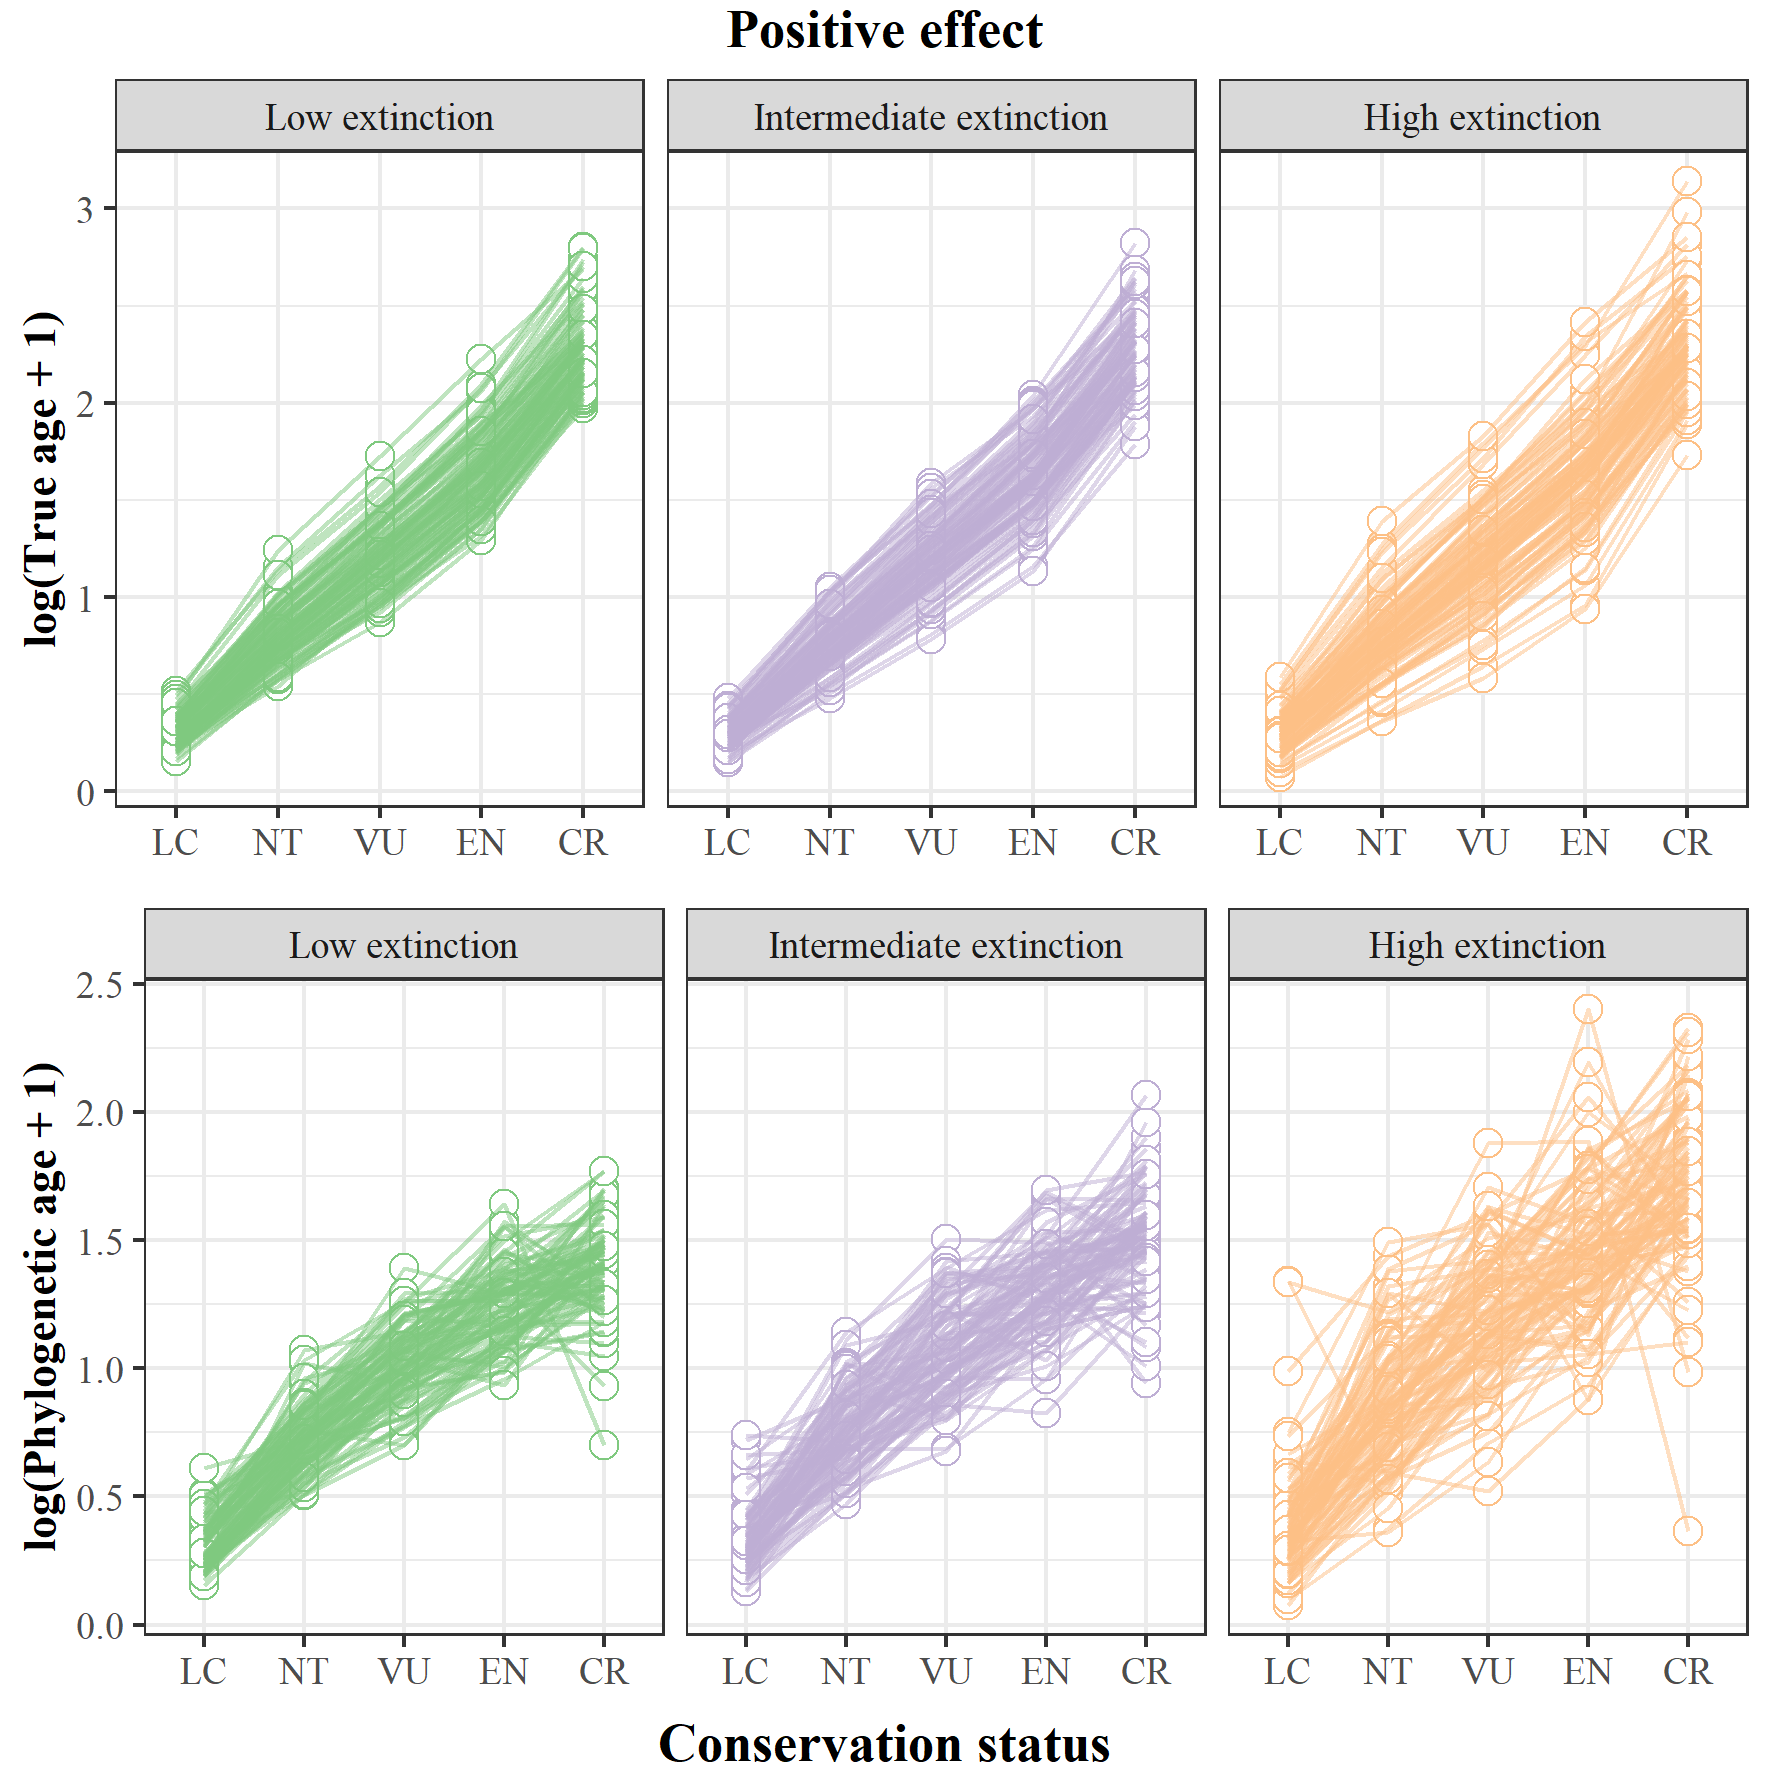 Positive effect
Low extinction Intermediate extinction High extinction
log(True age + 1)
3
2
1
0
LC NT VU EN CR LC NT VU EN CR LC NT VU EN CR
Low extinction Intermediate extinction High extinction
log(Phylogenetic age + 1)
2.5
2.0
1.5
1.0
0.5
0.0
LC NT VU EN CR LC NT VU EN CR LC NT VU EN CR
Conservation status